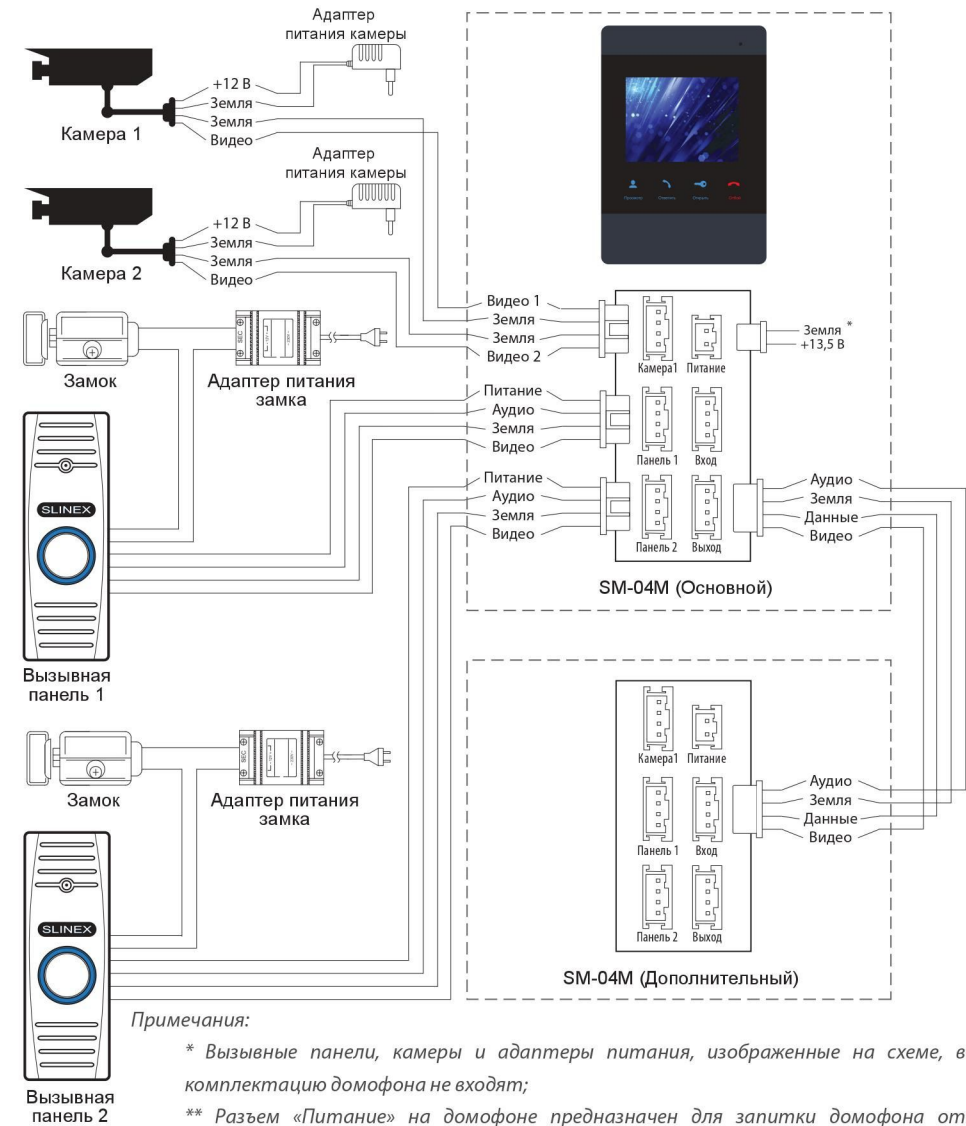 Адаптер
питания камеры
+12 В
Земля
Земля
Видео
Камера 1
Адаптер
питания камеры
+12 В
Земля
Земля
Видео
Камера 2
SEC
Замок
Адаптер питания
замка
SLINEX
Вызывная
панель 1
SEC
Замок
Адаптер питания
замка
SLINEX
Вызывная
панель 2
Видео 1
Земля
Земля
Видео 2
Камера1
Питание
Земля *
+13,5 В
Питание
Аудио
Земля
Видео
Панель 1
Вход
Питание
Аудио
Земля
Видео
Панель 2
Выход
Аудио
Земля
Данные
Видео
SM-04M (Основной)
Камера1
Питание
Панель 1
Вход
Аудио
Земля
Данные
Видео
Панель 2
Выход
SM-04M (Дополнительный)
Примечания:
* Вызывные панели, камеры и адаптеры питания, изображенные на схеме, в
комплектацию домофона не входят;
** Разъем «Питание» на домофоне предназначен для запитки домофона от